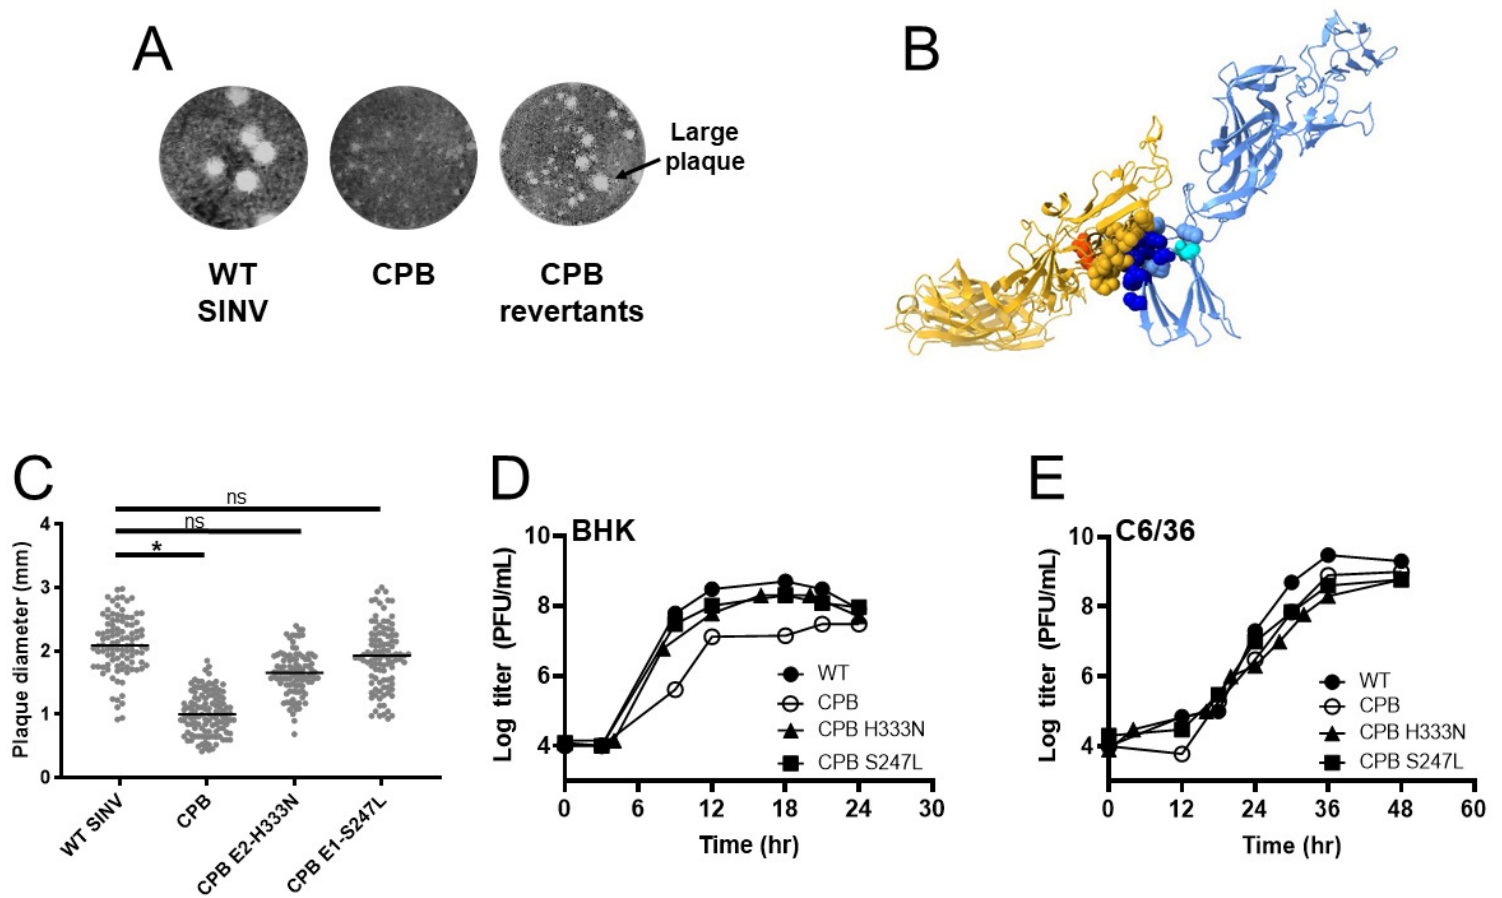 A
Large
plaque
WT
SINV
CPB
CPB
revertants
B
C
ns
ns
*
Plaque diameter (mm)
4
3
2
1
0
WT SINV
CPB
CPB E2-H333N
CPB E1-S247L
D
BHK
Log titer (PFU/mL)
10
8
6
4
WT
CPB
CPB H333N
CPB S247L
0 6 12 18 24 30
Time (hr)
E
C6/36
Log titer (PFU/mL)
10
8
6
4
WT
CPB
CPB H333N
CPB S247L
0 12 24 36 48 60
Time (hr)